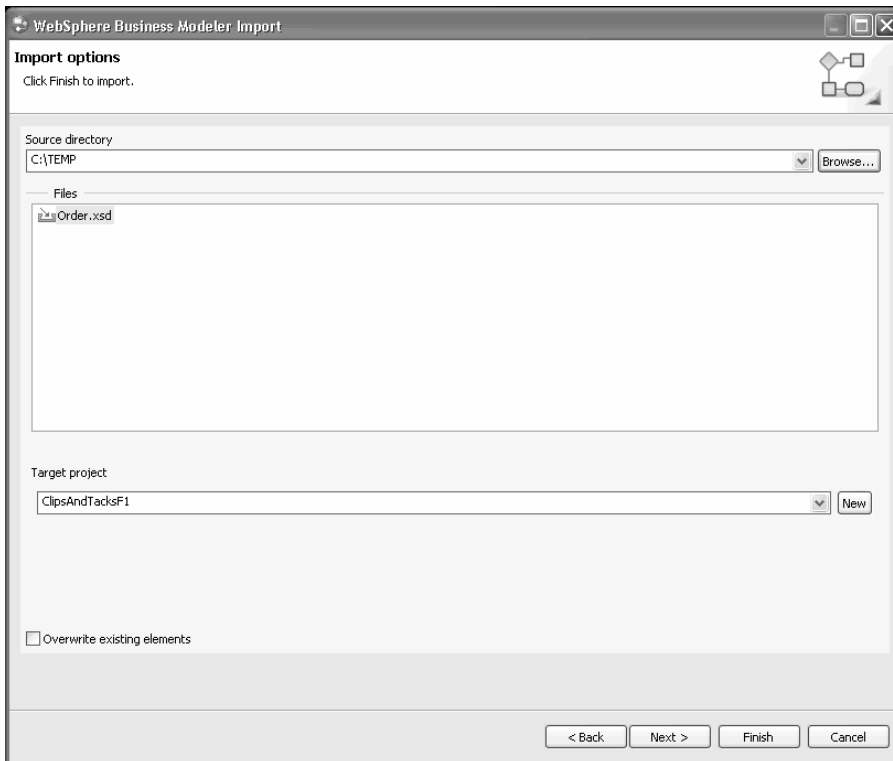 WebSphere Business Modeler Import
Import options
Click Finish to import.
Source directory
C:\TEMP
Browse...
Files
Order.xsd
Target project
ClipsAndTacksF1
New
Overwrite existing elements
< Back
Next >
Finish
Cancel